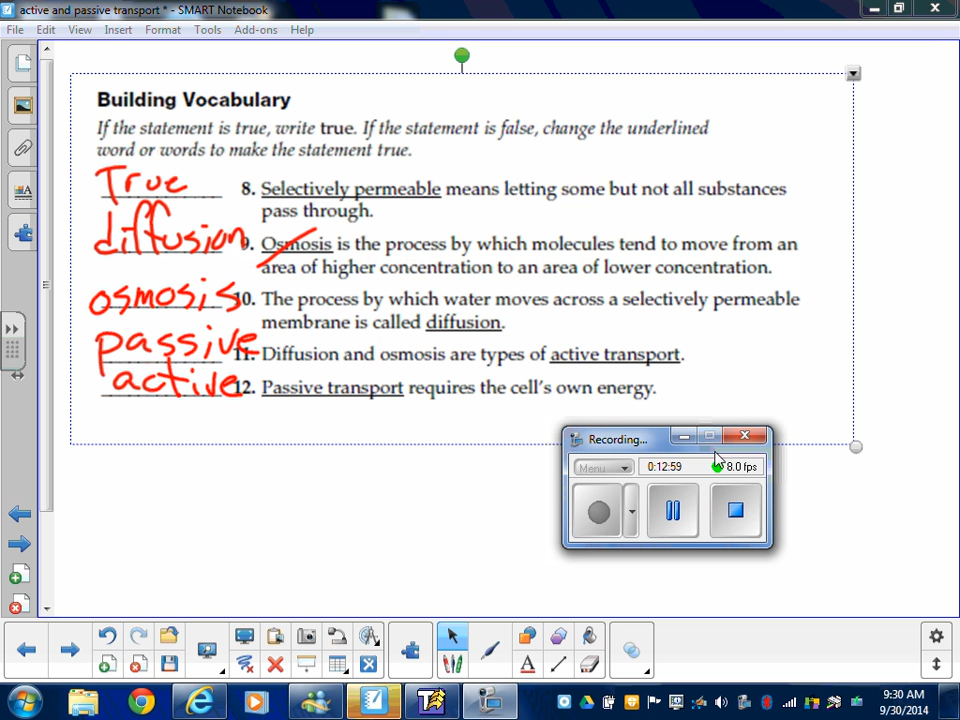 active and passive transport * - SMART Notebook
File Edit View Insert Format Tools Add-ons Help
Building Vocabulary
If the statement is true, write true. If the statement is false, change the underlined
word or words to make the statement true.
True 8. Selectively permeable means letting some but not all substances
pass through.
diffusion 9. Osmosis is the process by which molecules tend to move from an
area of higher concentration to an area of lower concentration.
osmosis 10. The process by which water moves across a selectively permeable
membrane is called diffusion.
passive 11. Diffusion and osmosis are types of active transport.
active 12. Passive transport requires the cell's own energy.
Recording...
Menu 0:12:59 8.0 fps
9:30 AM
9/30/2014